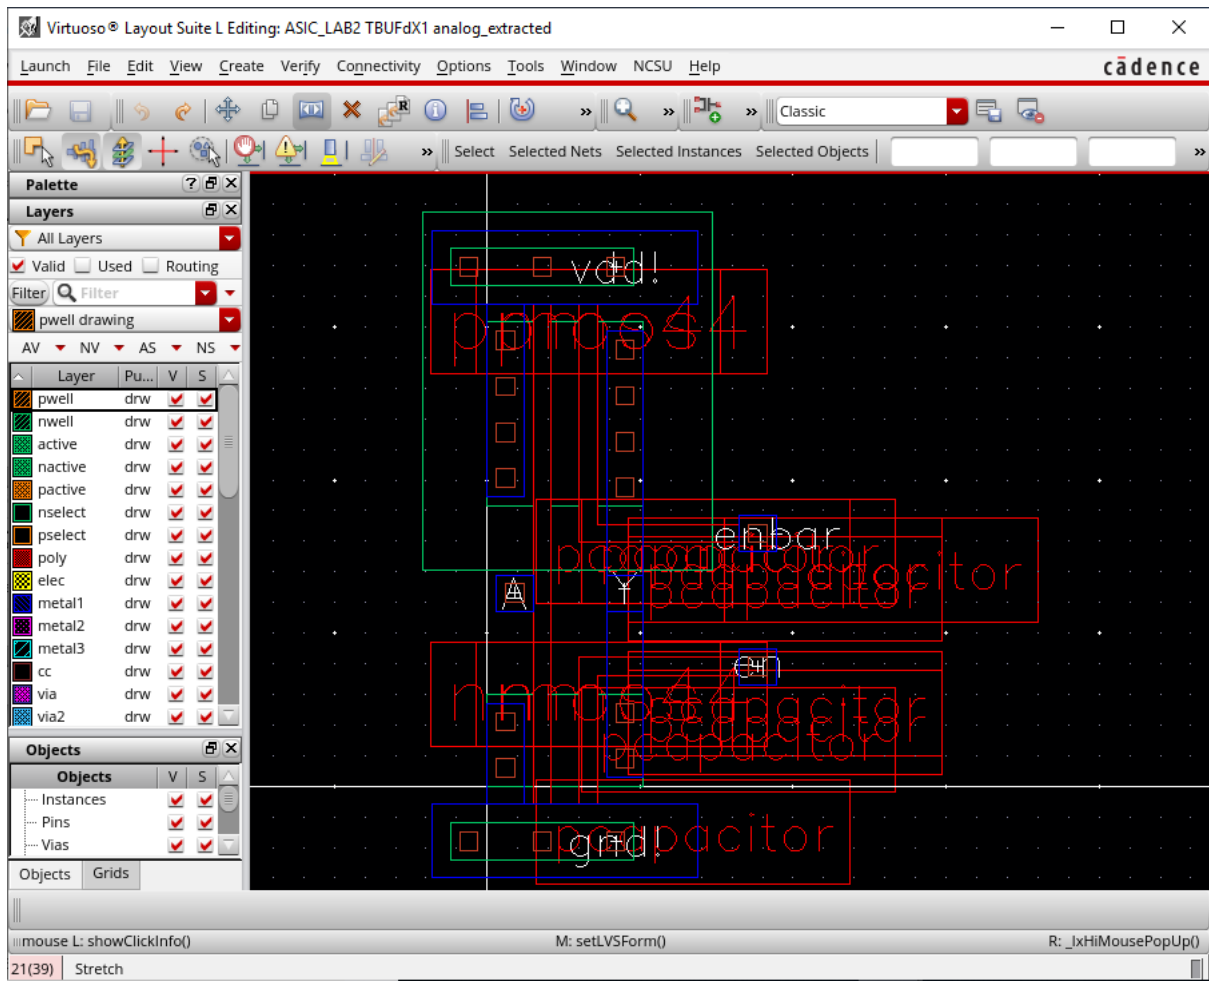 Virtuoso® Layout Suite L Editing: ASIC_LAB2 TBUFdX1 analog_extracted
Launch File Edit View Create Verify Connectivity Options Tools Window NCSU Help
cādence
Classic
Select Selected Nets Selected Instances Selected Objects
Palette
Layers
All Layers
Valid Used Routing
Filter Filter
pwell drawing
AV NV AS NS
Layer Pu... V S
pwell drw
nwell drw
active drw
nactive drw
pactive drw
nselect drw
pselect drw
poly drw
elec drw
metal1 drw
metal2 drw
metal3 drw
cc drw
via drw
via2 drw
Objects
Objects V S
Instances
Pins
Vias
Objects Grids
vdd!
enbar
A Y
en
pcapacitor
gnd!
mouse L: showClickInfo() M: setLVSForm() R: _lxHiMousePopUp()
21(39) Stretch